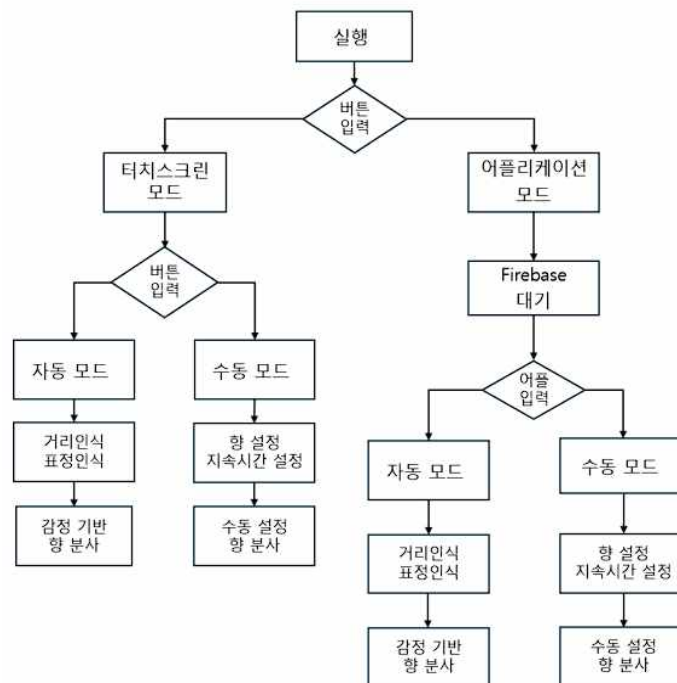 실행
버튼
입력
터치스크린
모드
어플리케이션
모드
버튼
입력
Firebase
대기
자동 모드
수동 모드
어플
입력
거리인식
표정인식
향 설정
지속시간 설정
자동 모드
수동 모드
감정 기반
향 분사
수동 설정
향 분사
거리인식
표정인식
향 설정
지속시간 설정
감정 기반
향 분사
수동 설정
향 분사